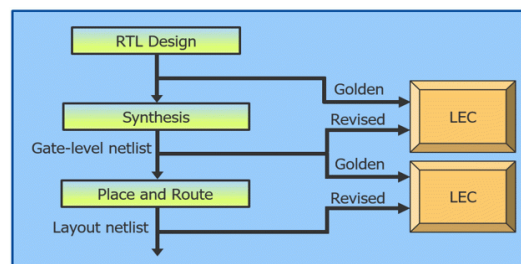 RTL Design
Golden
LEC
Synthesis
Revised
Gate-level netlist
Golden
Place and Route
Revised
LEC
Layout netlist